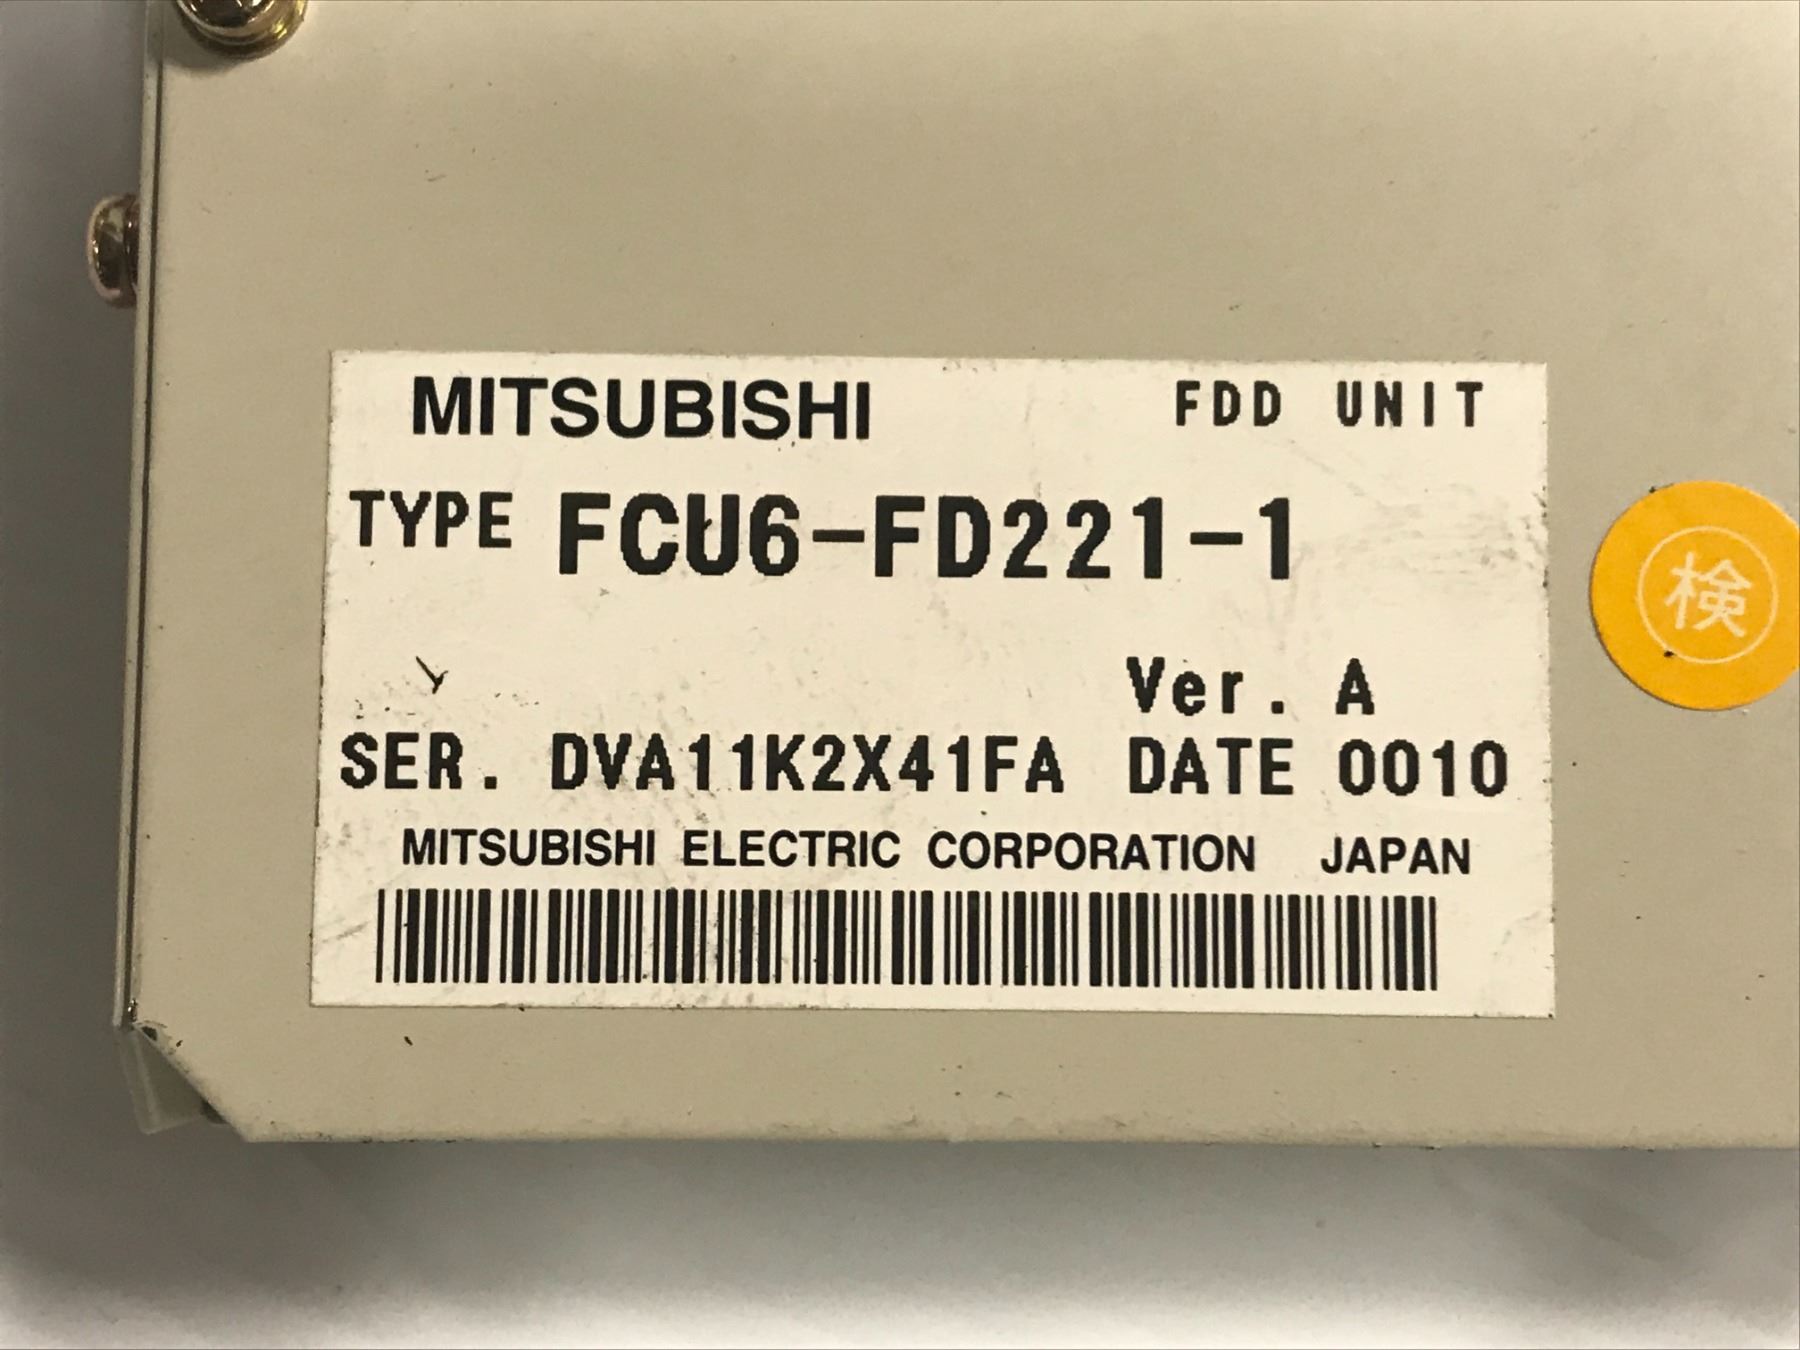 MITSUBISHI FDD UNIT
TYPE FCU6-FD221-1
検
Ver. A
SER. DVA11K2X41FA DATE 0010
MITSUBISHI ELECTRIC CORPORATION JAPAN